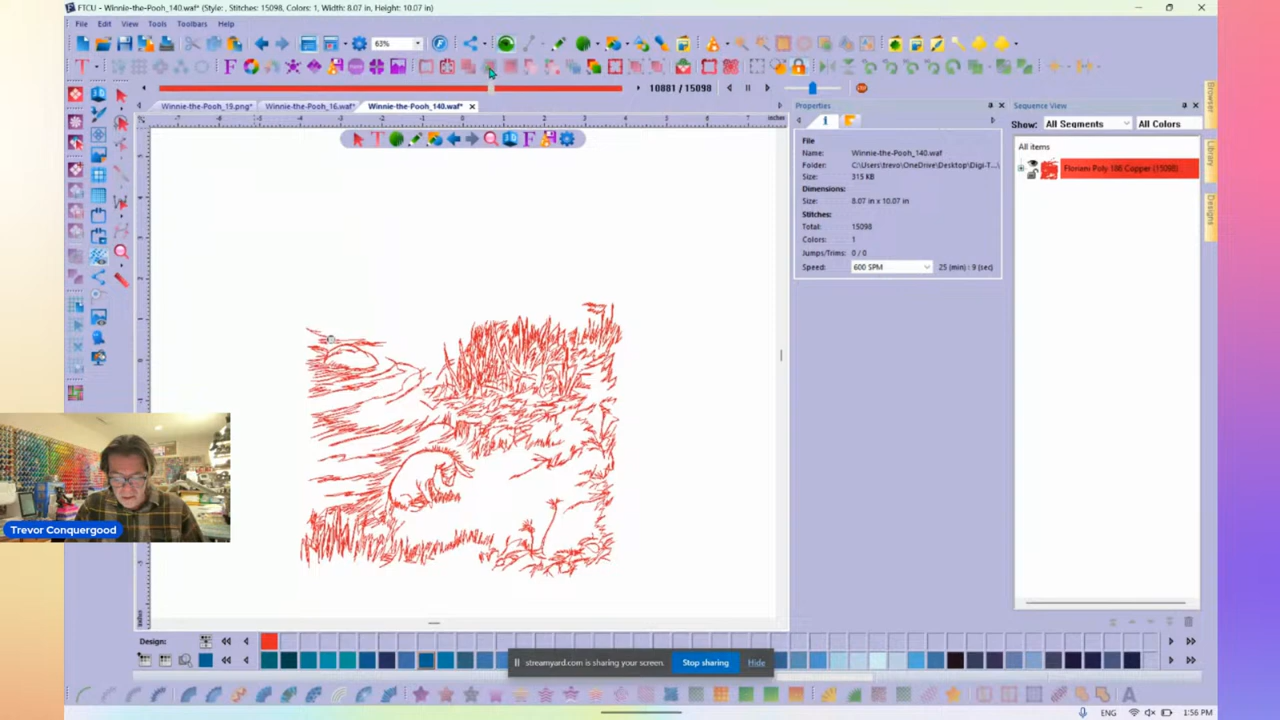 FTCU - Winnie-the-Pooh_140.waf* (Style: , Stitches: 15098, Colors: 1, Width: 8.07 in, Height: 10.07 in)
File Edit View Tools Toolbars Help
63%
10881 / 15098
Winnie-the-Pooh_19.png* Winnie-the-Pooh_16.waf* Winnie-the-Pooh_140.waf*
inches
Properties
File
Name: Winnie-the-Pooh_140.waf
Folder: C:\Users\trevo\OneDrive\Desktop\Digi-T...
Size: 315 KB
Dimensions:
Size: 8.07 in x 10.07 in
Stitches:
Total: 15098
Colors: 1
Jumps/Trims: 0 / 0
Speed: 600 SPM 25 (min) : 9 (sec)
Sequence View
Show: All Segments All Colors
All items
Floriani Poly 186 Copper (15098)
Browser
Library
Designs
Trevor Conquergood
inches
Design:
streamyard.com is sharing your screen. Stop sharing Hide
ENG 1:56 PM